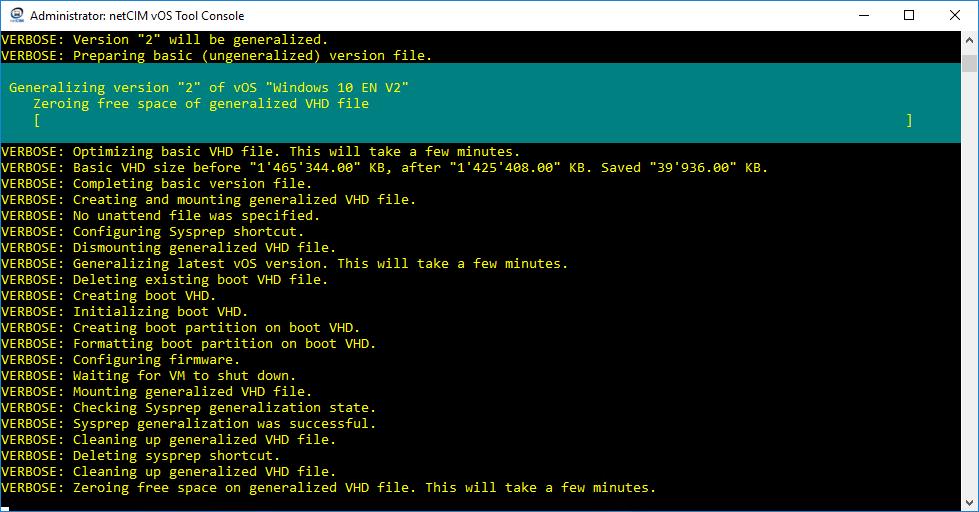 Administrator: netCIM vOS Tool Console
VERBOSE: Version "2" will be generalized.
VERBOSE: Preparing basic (ungeneralized) version file.
Generalizing version "2" of vOS "Windows 10 EN V2"
Zeroing free space of generalized VHD file
[ ]
VERBOSE: Optimizing basic VHD file. This will take a few minutes.
VERBOSE: Basic VHD size before "1'465'344.00" KB, after "1'425'408.00" KB. Saved "39'936.00" KB.
VERBOSE: Completing basic version file.
VERBOSE: Creating and mounting generalized VHD file.
VERBOSE: No unattend file was specified.
VERBOSE: Configuring Sysprep shortcut.
VERBOSE: Dismounting generalized VHD file.
VERBOSE: Generalizing latest vOS version. This will take a few minutes.
VERBOSE: Deleting existing boot VHD file.
VERBOSE: Creating boot VHD.
VERBOSE: Initializing boot VHD.
VERBOSE: Creating boot partition on boot VHD.
VERBOSE: Formatting boot partition on boot VHD.
VERBOSE: Configuring firmware.
VERBOSE: Waiting for VM to shut down.
VERBOSE: Mounting generalized VHD file.
VERBOSE: Checking Sysprep generalization state.
VERBOSE: Sysprep generalization was successful.
VERBOSE: Cleaning up generalized VHD file.
VERBOSE: Deleting sysprep shortcut.
VERBOSE: Cleaning up generalized VHD file.
VERBOSE: Zeroing free space on generalized VHD file. This will take a few minutes.